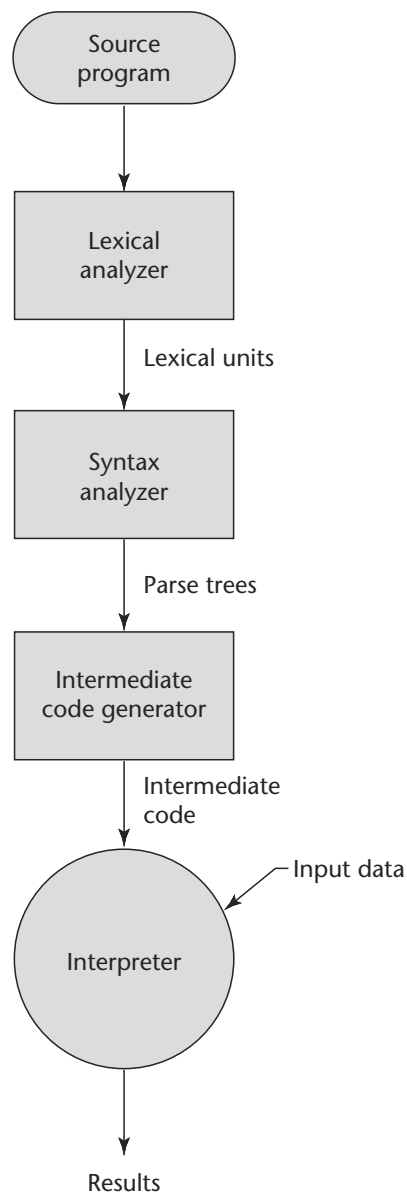 Source
program
Lexical
analyzer
Lexical units
Syntax
analyzer
Parse trees
Intermediate
code generator
Intermediate
code
Input data
Interpreter
Results